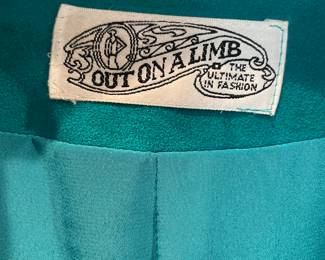 OUT ON A LIMB
THE
ULTIMATE
IN FASHION